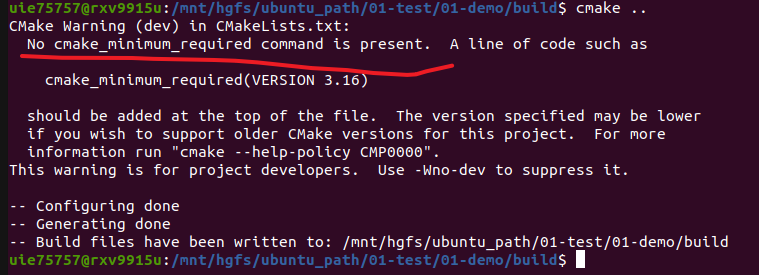 uie75757@rxv9915u:/mnt/hgfs/ubuntu_path/01-test/01-demo/build$ cmake ..
CMake Warning (dev) in CMakeLists.txt:
  No cmake_minimum_required command is present.  A line of code such as
    cmake_minimum_required(VERSION 3.16)
  should be added at the top of the file.  The version specified may be lower
  if you wish to support older CMake versions for this project.  For more
  information run "cmake --help-policy CMP0000".
This warning is for project developers.  Use -Wno-dev to suppress it.
-- Configuring done
-- Generating done
-- Build files have been written to: /mnt/hgfs/ubuntu_path/01-test/01-demo/build
uie75757@rxv9915u:/mnt/hgfs/ubuntu_path/01-test/01-demo/build$